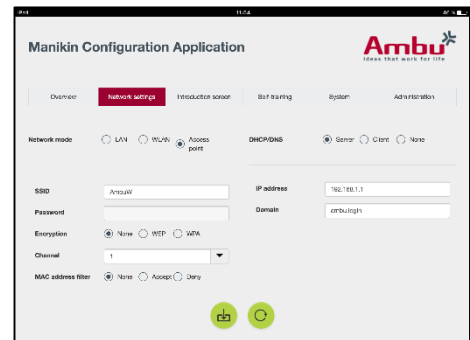 iPad 11:04
Manikin Configuration Application
Ambu
Ideas that work for life
Overview Network settings Introduction screen Self-training System Administration
Network mode LAN WLAN Access point DHCP/DNS Server Client None
SSID AmbuW IP address 192.168.1.1
Password Domain ambu.login
Encryption None WEP WPA
Channel 1
MAC address filter None Accept Deny